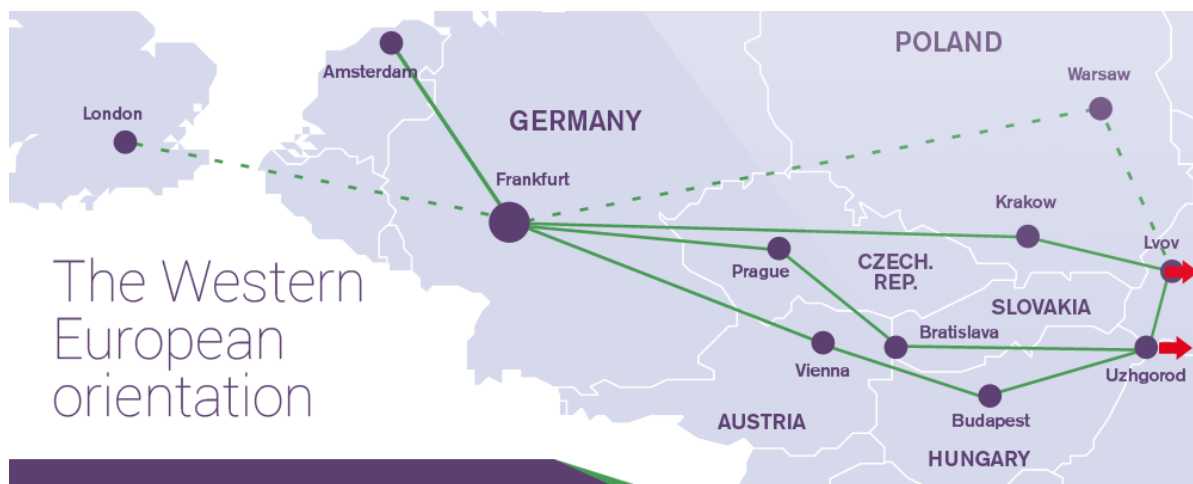 POLAND
Warsaw
Amsterdam
London
GERMANY
Frankfurt
Krakow
Lvov
Prague
CZECH.
REP.
The Western
European
orientation
SLOVAKIA
Bratislava
Vienna
Uzhgorod
AUSTRIA
Budapest
HUNGARY